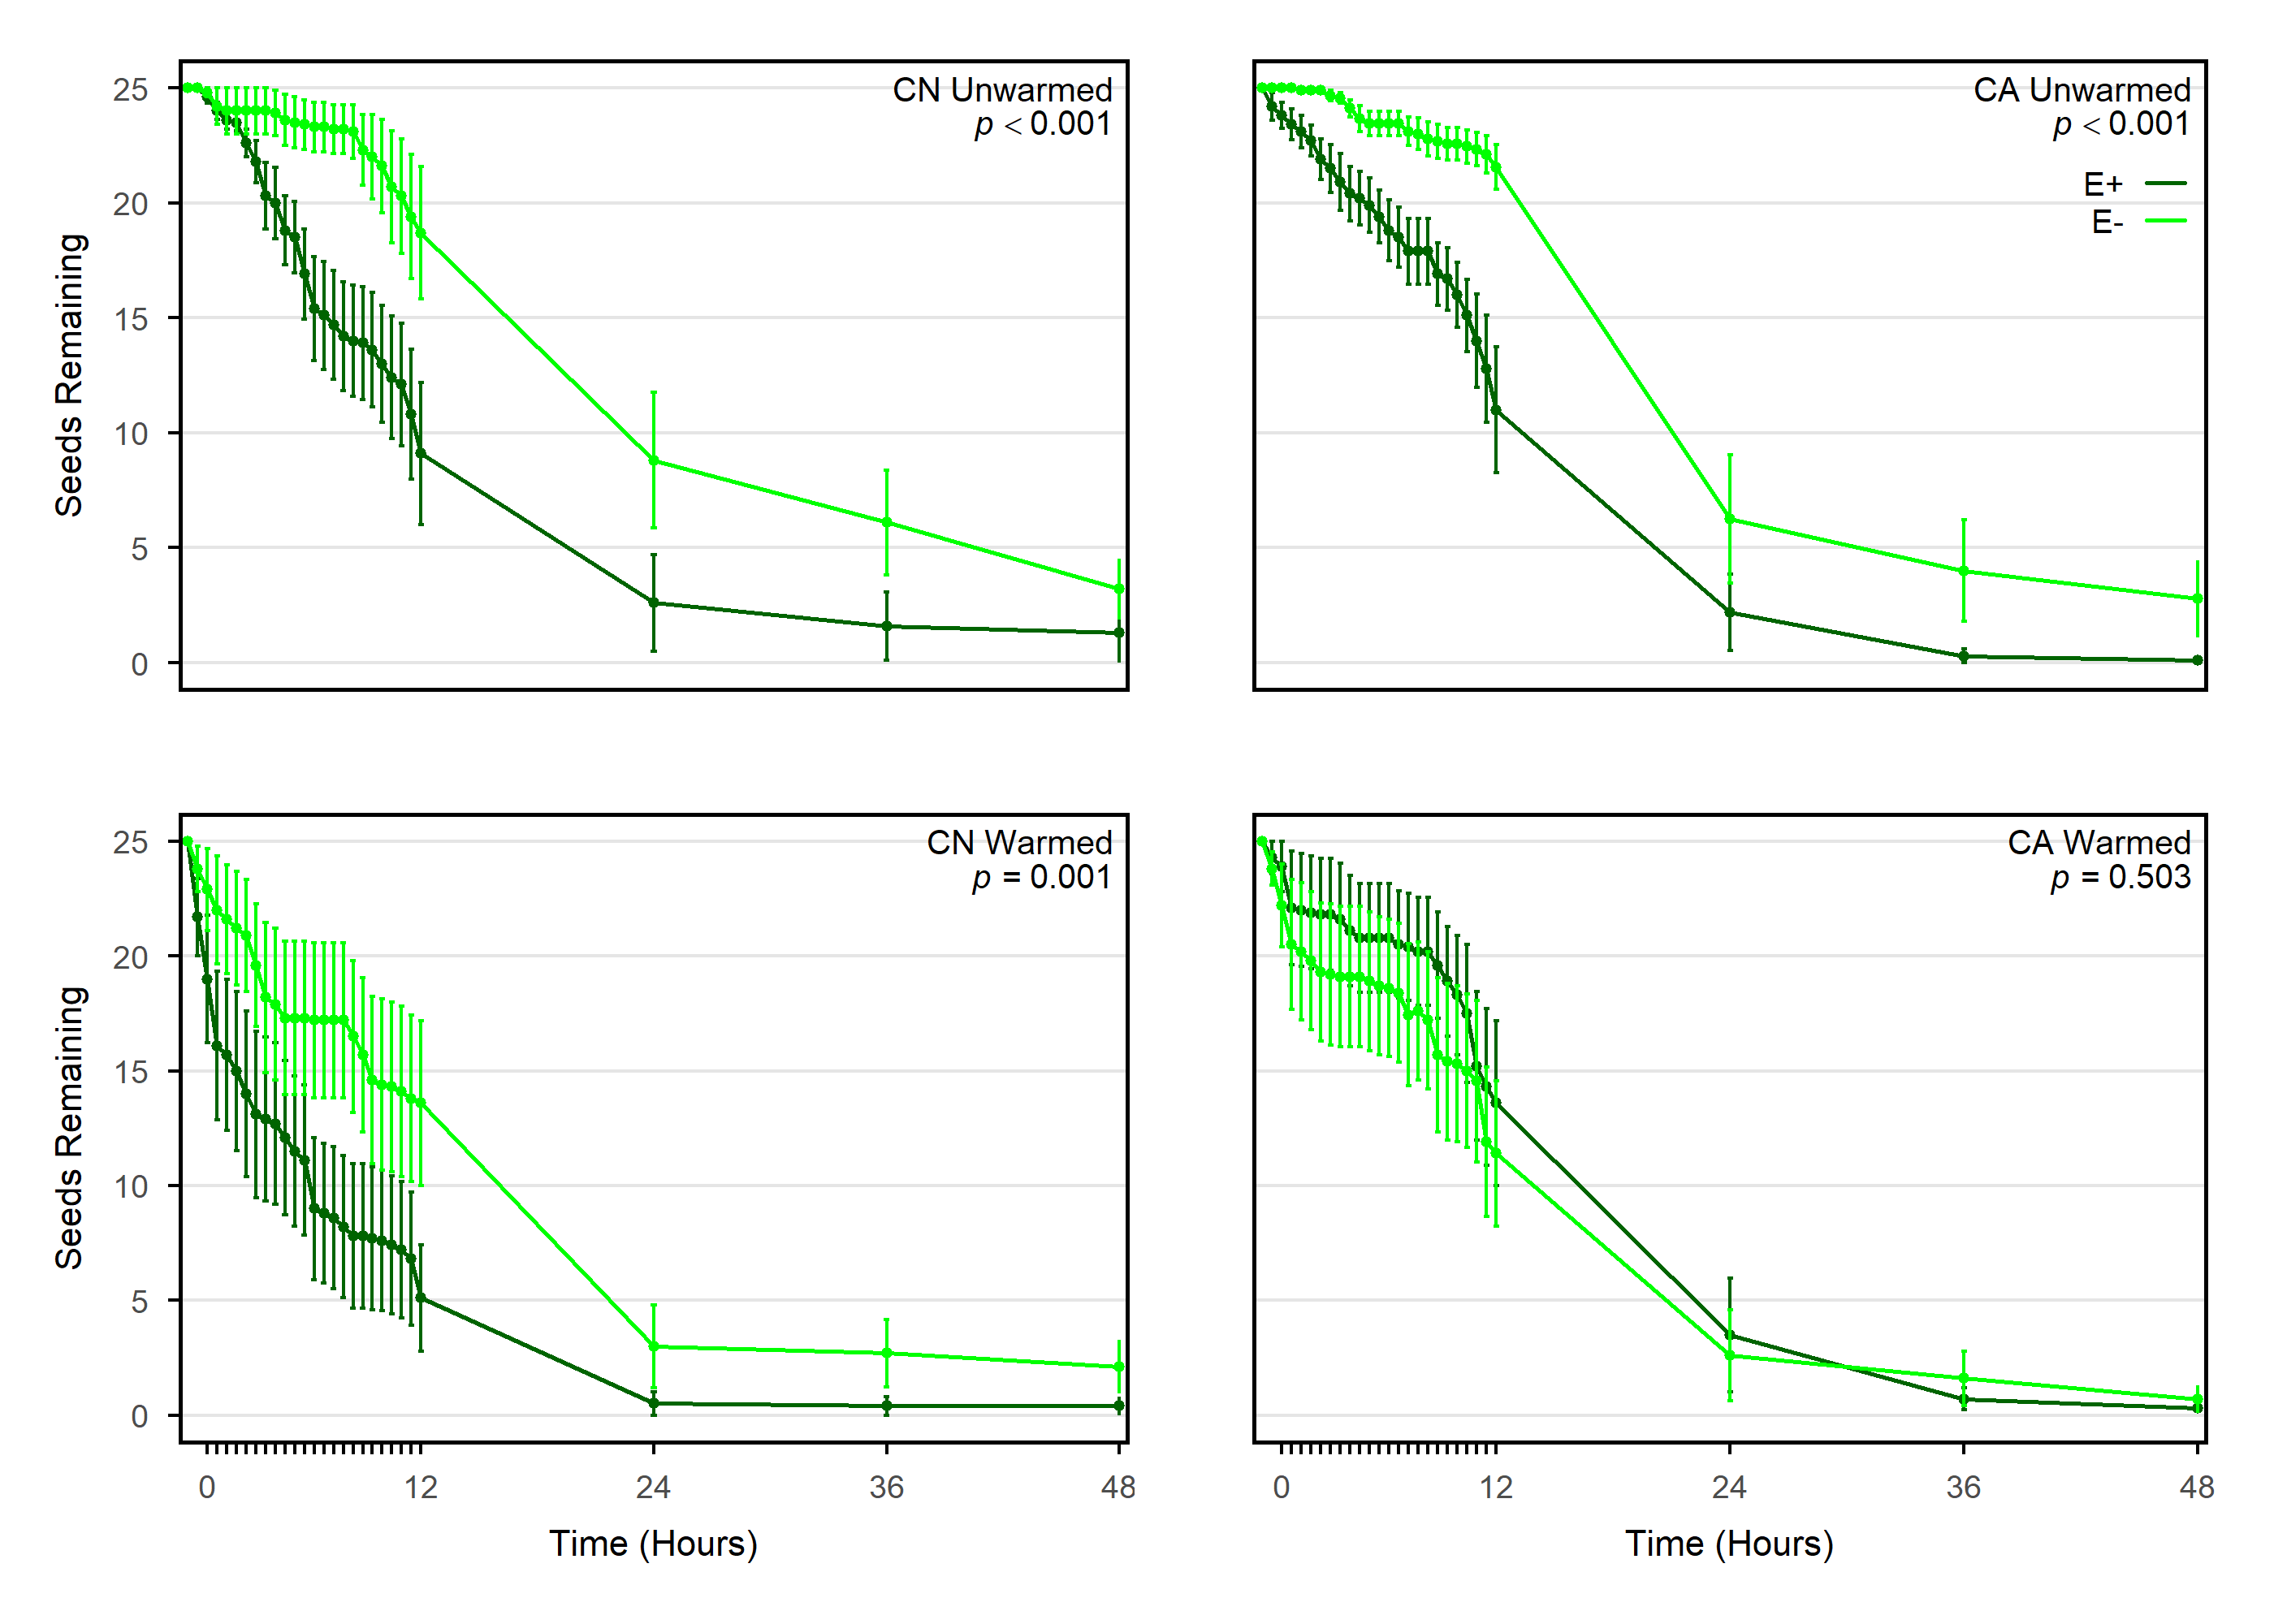 CN Unwarmed
p < 0.001
25
20
15
10
5
0
Seeds Remaining
CA Unwarmed
p < 0.001
E+
E-
CN Warmed
p = 0.001
25
20
15
10
5
0
Seeds Remaining
0 12 24 36 48
Time (Hours)
CA Warmed
p = 0.503
0 12 24 36 48
Time (Hours)